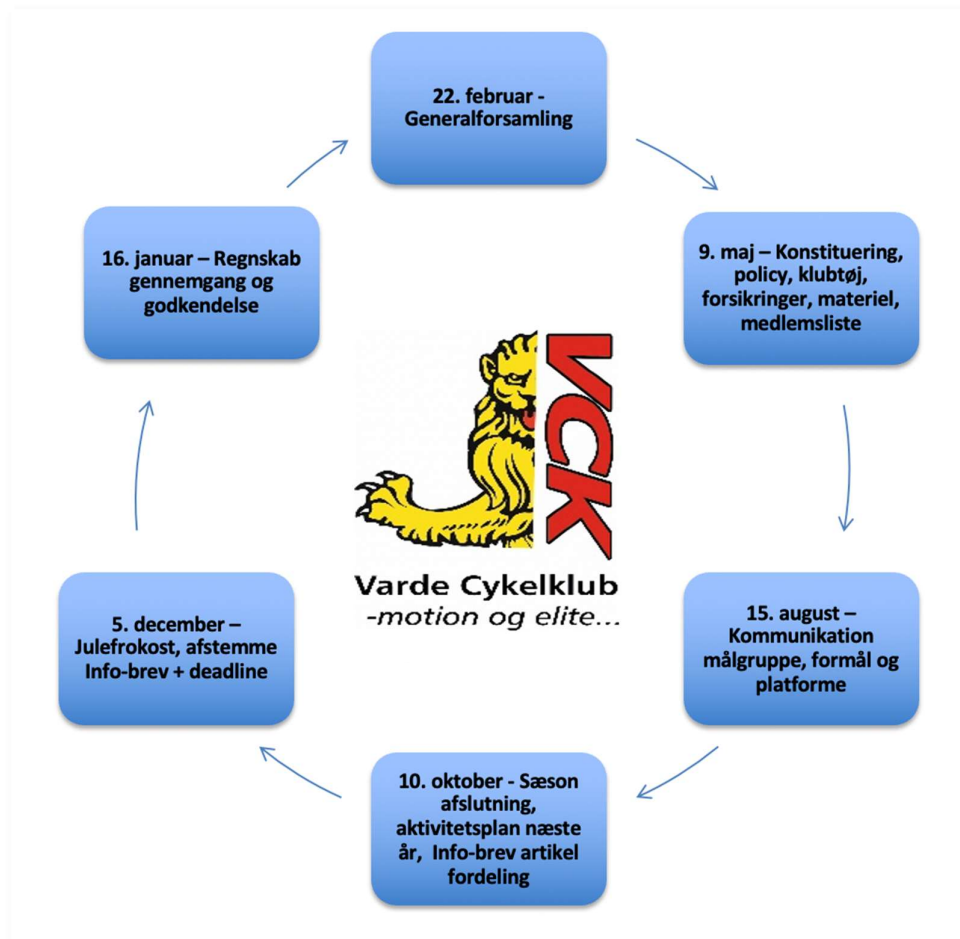 22. februar -
Generalforsamling
9. maj – Konstituering,
policy, klubtøj,
forsikringer, materiel,
medlemsliste
15. august –
Kommunikation
målgruppe, formål og
platforme
10. oktober - Sæson
afslutning,
aktivitetsplan næste
år, Info-brev artikel
fordeling
5. december –
Julefrokost, afstemme
Info-brev + deadline
16. januar – Regnskab
gennemgang og
godkendelse
VCK
Varde Cykelklub
-motion og elite...